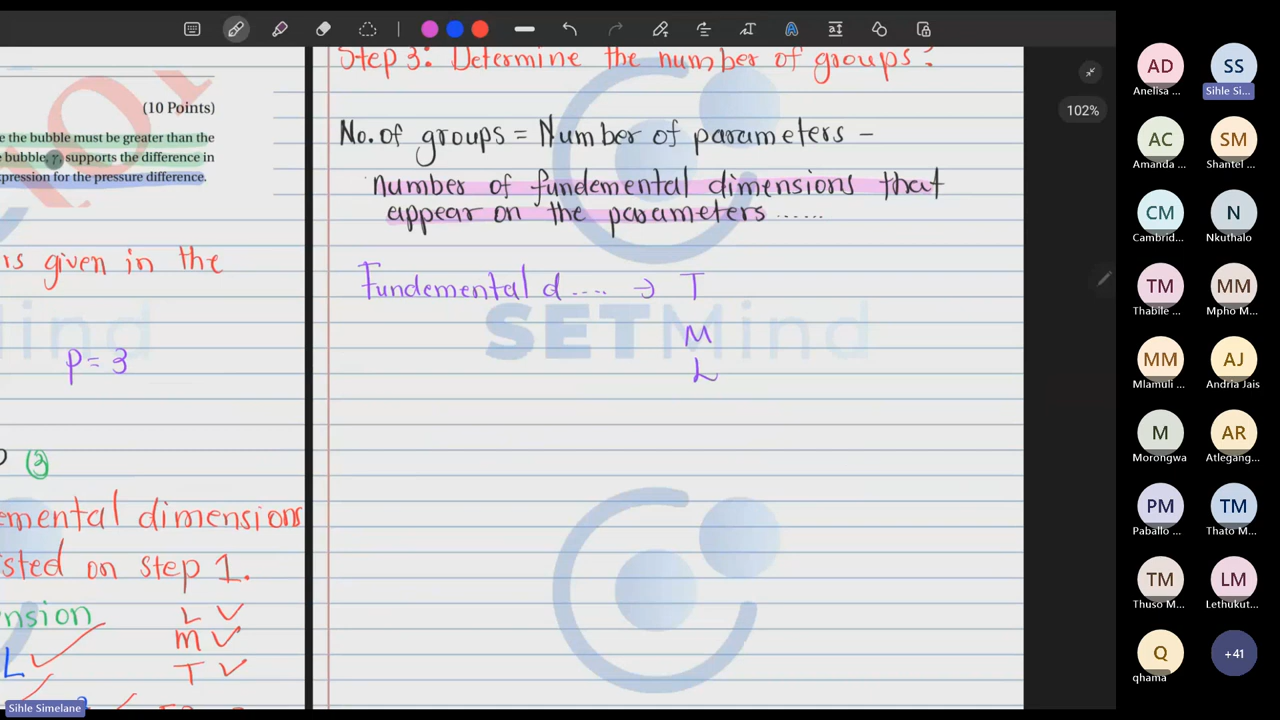 (10 Points)
e the bubble must be greater than the
e bubble, γ, supports the difference in
pression for the pressure difference.
is given in the
P = 3
(3)
emental dimensions
isted on step 1.
nsion
L ✓
m ✓
T ✓
L
Step 3: Determine the number of groups?
No. of groups = Number of parameters -
number of fundemental dimensions that
appear on the parameters ......
Fundemental d .... → T
M
L
SETMind
102%
AD
Anelisa ...
SS
Sihle Si...
AC
Amanda ...
SM
Shantel ...
CM
Cambrid...
N
Nkuthalo
TM
Thabile ...
MM
Mpho M...
MM
Mlamuli ...
AJ
Andria Jais
M
Morongwa
AR
Atlegang...
PM
Paballo ...
TM
Thato M...
TM
Thuso M...
LM
Lethukut...
Q
qhama
+41
Sihle Simelane